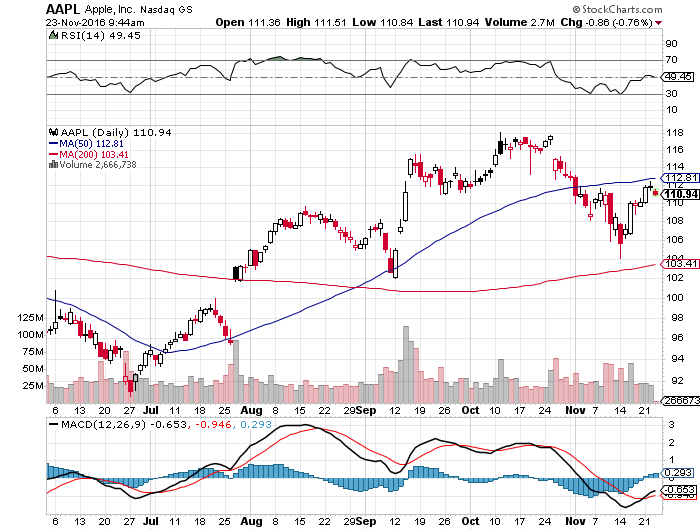 AAPL Apple, Inc. Nasdaq GS © StockCharts.com
23-Nov-2016 9:44am Open 111.36 High 111.51 Low 110.84 Last 110.94 Volume 2.7M Chg -0.86 (-0.76%)
RSI(14) 49.45
90
70
49.45
30
10
AAPL (Daily) 110.94
MA(50) 112.81
MA(200) 103.41
Volume 2,666,738
118
116
114
112.81
112
110.94
110
108
106
104
103.41
102
100
98
96
94
92
125M
100M
75M
50M
25M
266673
6 13 20 27 Jul 11 18 25 Aug 8 15 22 29 Sep 12 19 26 Oct 10 17 24 Nov 7 14 21
MACD(12,26,9) -0.653, -0.946, 0.293
3
2
1
0.293
-0.653
6 13 20 27 Jul 11 18 25 Aug 8 15 22 29 Sep 12 19 26 Oct 10 17 24 Nov 7 14 21